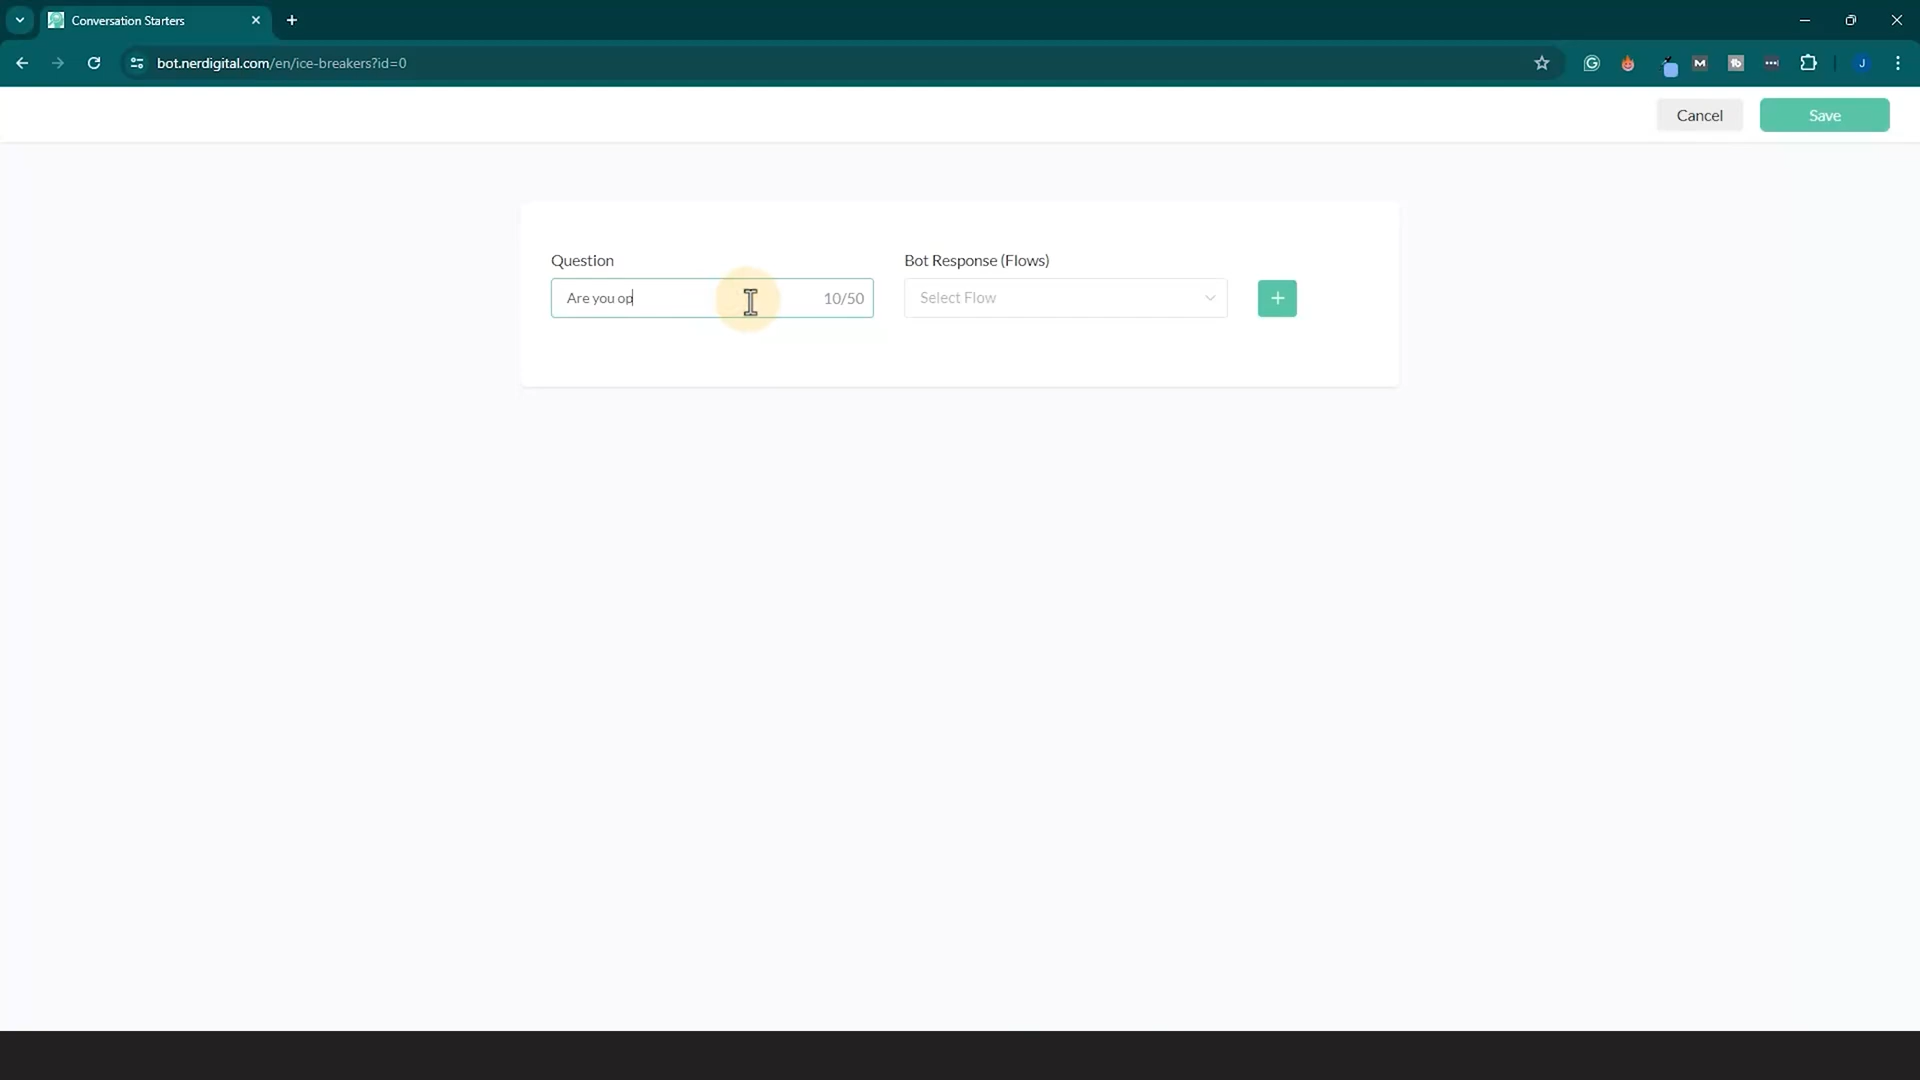 Conversation Starters
bot.nerdigital.com/en/ice-breakers?id=0
J
Cancel
Save
Question
Bot Response (Flows)
Are you op
10/50
Select Flow